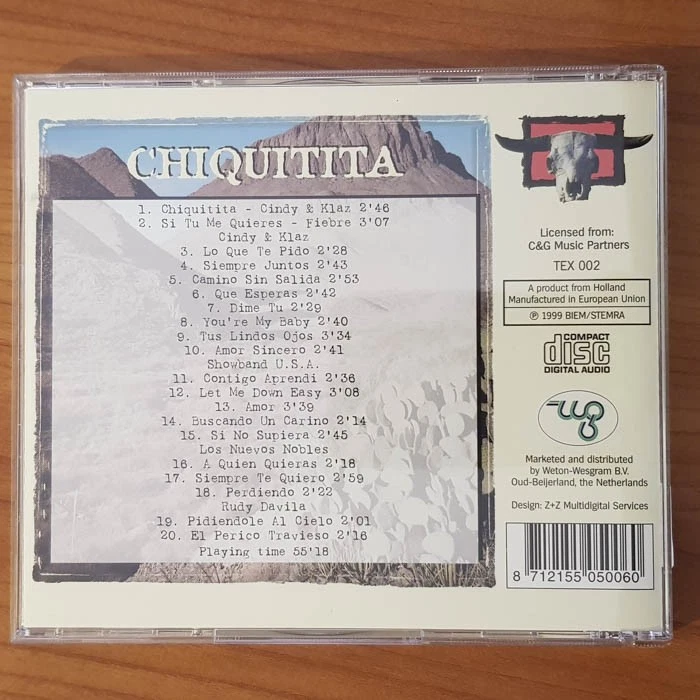 CHIQUITITA
1. Chiquitita - Cindy & Klaz 2'46
2. Si Tu Me Quieres - Fiebre 3'07
Cindy & Klaz
3. Lo Que Te Pido 2'28
4. Siempre Juntos 2'43
5. Camino Sin Salida 2'53
6. Que Esperas 2'42
7. Dime Tu 2'29
8. You're My Baby 2'40
9. Tus Lindos Ojos 3'34
10. Amor Sincero 2'41
Showband U.S.A.
11. Contigo Aprendi 2'36
12. Let Me Down Easy 3'08
13. Amor 3'39
14. Buscando Un Carino 2'14
15. Si No Supiera 2'45
Los Nuevos Nobles
16. A Quien Quieras 2'18
17. Siempre Te Quiero 2'59
18. Perdiendo 2'22
Rudy Davila
19. Pidiendole Al Cielo 2'01
20. El Perico Travieso 2'16
Playing time 55'18
Licensed from:
C&G Music Partners
TEX 002
A product from Holland
Manufactured in European Union
℗ 1999 BIEM/STEMRA
COMPACT
disc
DIGITAL AUDIO
wg
Marketed and distributed
by Weton-Wesgram B.V.
Oud-Beijerland, the Netherlands
Design: Z+Z Multidigital Services
8 712155 050060